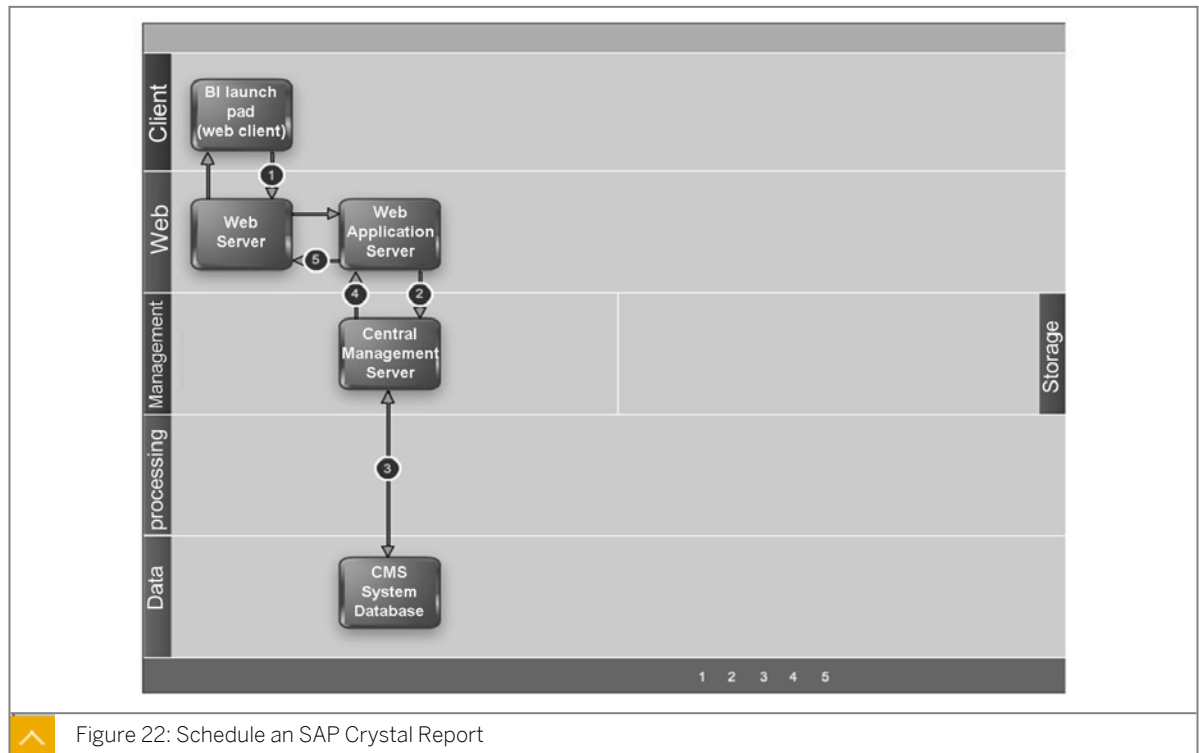 Client
BI launch
pad
(web client)
1
Web
Web
Server
Web
Application
Server
5
4
2
Management
Central
Management
Server
Storage
processing
3
Data
CMS
System
Database
1 2 3 4 5
Figure 22: Schedule an SAP Crystal Report